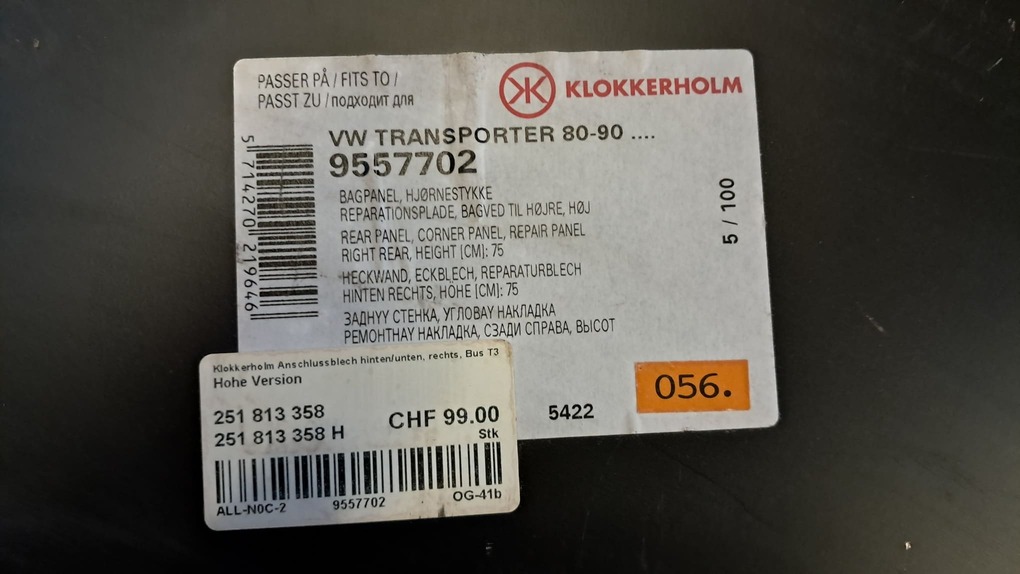 PASSER PÅ / FITS TO /
PASST ZU / подходит для
KLOKKERHOLM
VW TRANSPORTER 80-90 ....
9557702
BAGPANEL, HJØRNESTYKKE
REPARATIONSPLADE, BAGVED TIL HØJRE, HØJ
REAR PANEL, CORNER PANEL, REPAIR PANEL
RIGHT REAR, HEIGHT [CM]: 75
HECKWAND, ECKBLECH, REPARATURBLECH
HINTEN RECHTS, HÖHE [CM]: 75
ЗАДНYY СТЕНКА, УГЛОВАY НАКЛАДКА
РЕМОНТНАY НАКЛАДКА, СЗАДИ СПРАВА, ВЫСОТ
5 714270 219646
5 / 100
056.
5422
Klokkerholm Anschlussblech hinten/unten, rechts, Bus T3
Hohe Version
251 813 358
251 813 358 H
CHF 99.00
Stk
ALL-N0C-2 9557702 OG-41b